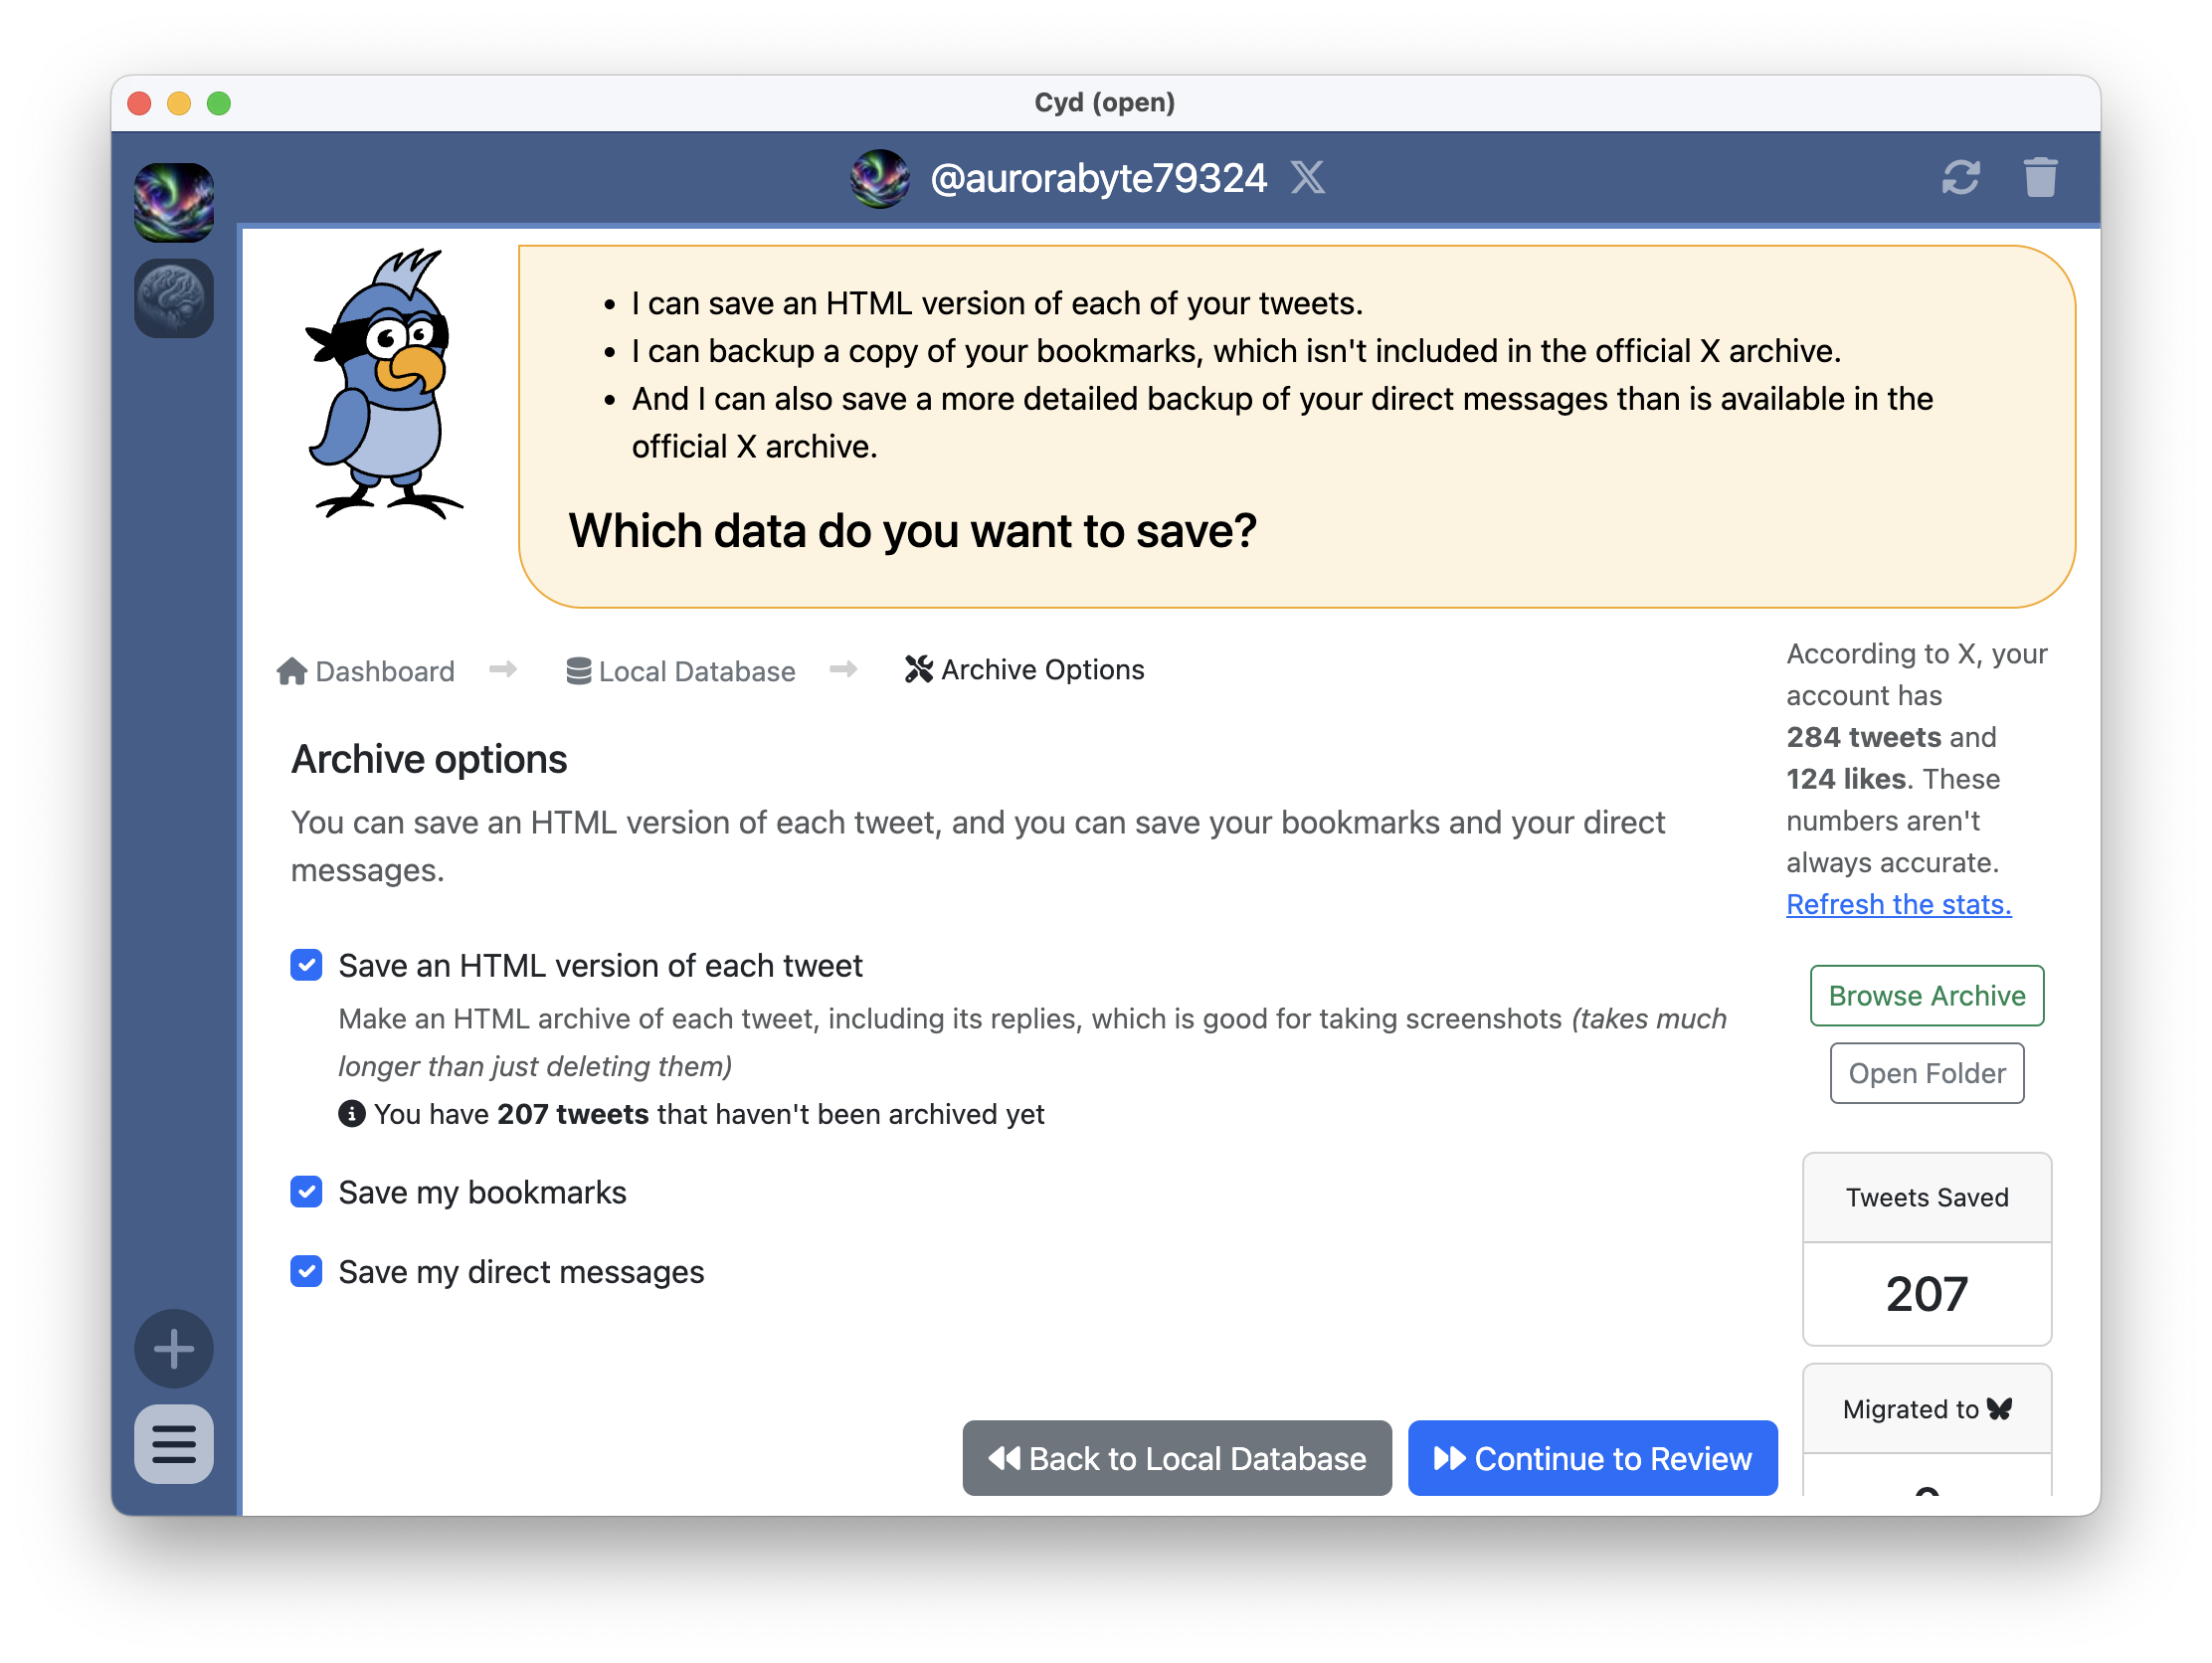 Cyd (open)
@aurorabyte79324
• I can save an HTML version of each of your tweets.
• I can backup a copy of your bookmarks, which isn't included in the official X archive.
• And I can also save a more detailed backup of your direct messages than is available in the
official X archive.
Which data do you want to save?
Dashboard
Local Database
Archive Options
Archive options
You can save an HTML version of each tweet, and you can save your bookmarks and your direct
messages.
Save an HTML version of each tweet
Make an HTML archive of each tweet, including its replies, which is good for taking screenshots (takes much
longer than just deleting them)
You have 207 tweets that haven't been archived yet
Save my bookmarks
Save my direct messages
Back to Local Database
Continue to Review
According to X, your
account has
284 tweets and
124 likes. These
numbers aren't
always accurate.
Refresh the stats.
Browse Archive
Open Folder
Tweets Saved
207
Migrated to